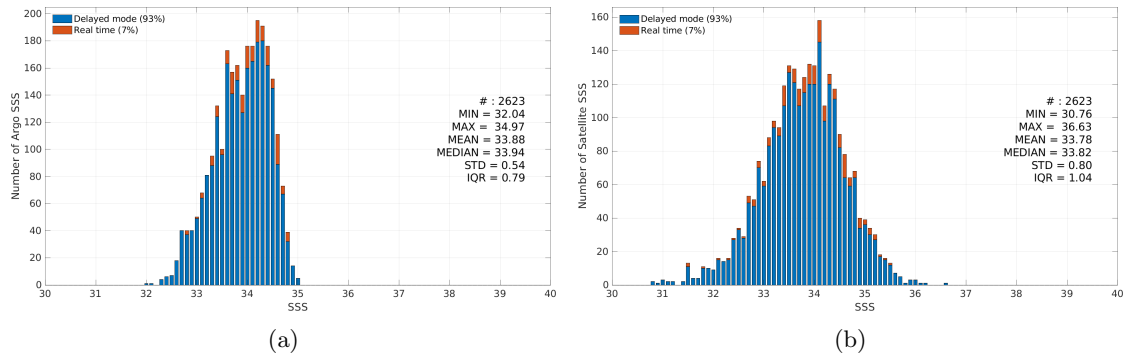 Delayed mode (93%)
Real time (7%)
200
180
160
140
120
100
80
60
40
20
0
Number of Argo SSS
# : 2623
MIN = 32.04
MAX = 34.97
MEAN = 33.88
MEDIAN = 33.94
STD = 0.54
IQR = 0.79
30 31 32 33 34 35 36 37 38 39 40
SSS
(a)
Delayed mode (93%)
Real time (7%)
160
140
120
100
80
60
40
20
0
Number of Satellite SSS
# : 2623
MIN = 30.76
MAX = 36.63
MEAN = 33.78
MEDIAN = 33.82
STD = 0.80
IQR = 1.04
30 31 32 33 34 35 36 37 38 39 40
SSS
(b)